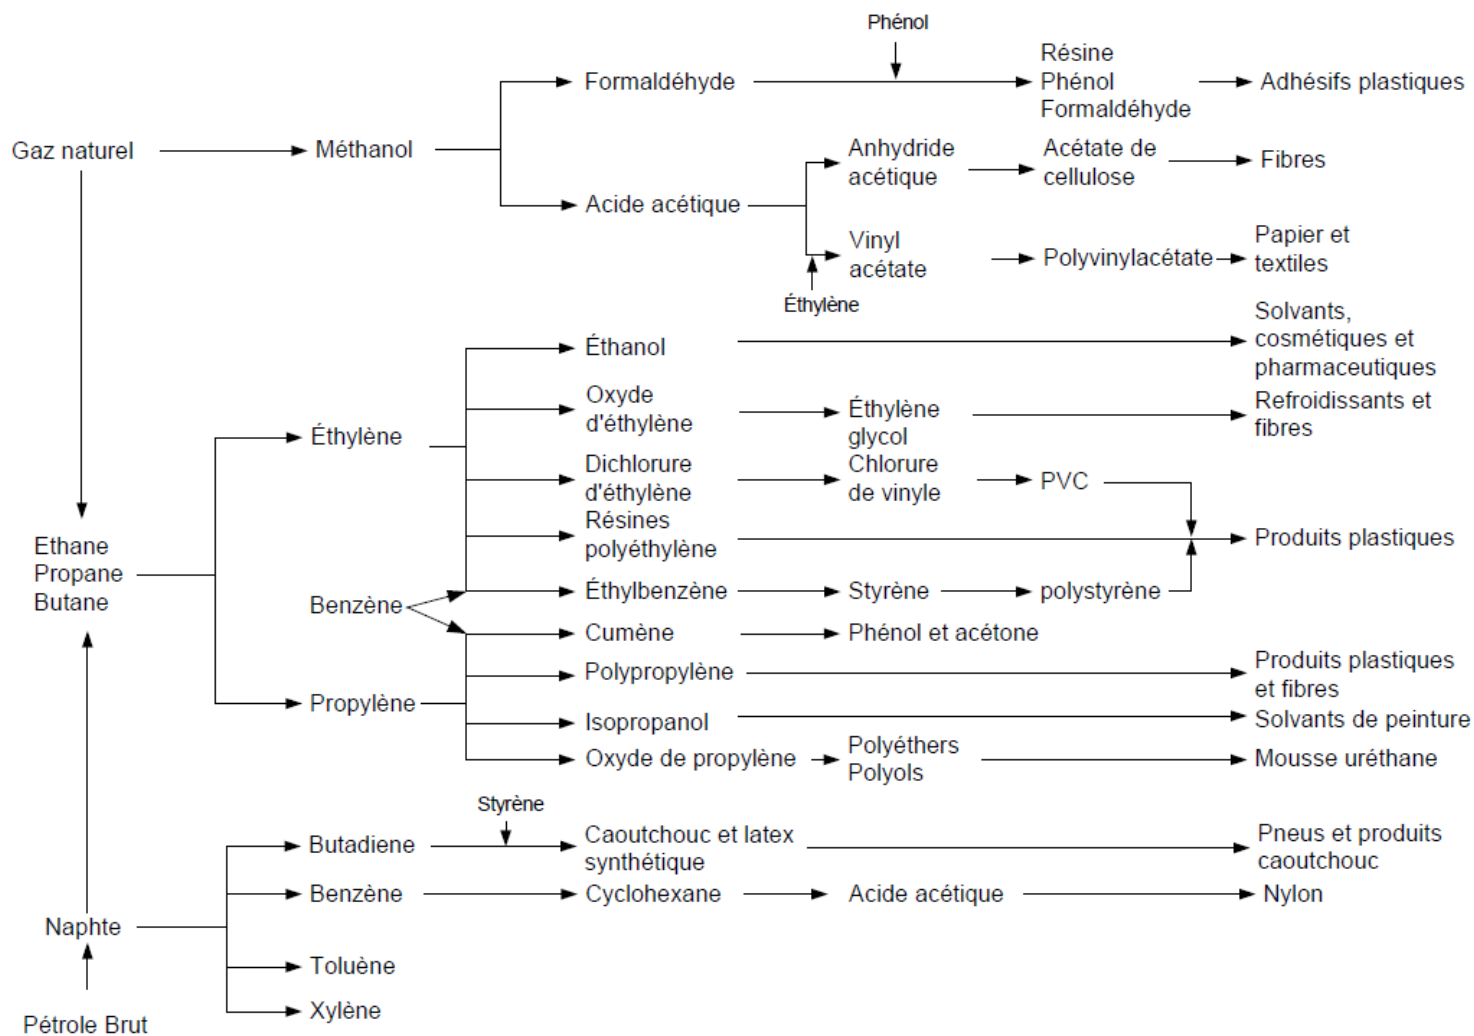 Phénol
Formaldéhyde
Résine
Phénol
Formaldéhyde
Adhésifs plastiques
Gaz naturel
Méthanol
Anhydride
acétique
Acétate de
cellulose
Fibres
Acide acétique
Vinyl
acétate
Polyvinylacétate
Papier et
textiles
Éthylène
Éthanol
Solvants,
cosmétiques et
pharmaceutiques
Oxyde
d'éthylène
Éthylène
glycol
Refroidissants et
fibres
Éthylène
Dichlorure
d'éthylène
Chlorure
de vinyle
PVC
Résines
polyéthylène
Produits plastiques
Ethane
Propane
Butane
Benzène
Éthylbenzène
Styrène
polystyrène
Cumène
Phénol et acétone
Polypropylène
Produits plastiques
et fibres
Propylène
Isopropanol
Solvants de peinture
Oxyde de propylène
Polyéthers
Polyols
Mousse uréthane
Styrène
Butadiene
Caoutchouc et latex
synthétique
Pneus et produits
caoutchouc
Benzène
Cyclohexane
Acide acétique
Nylon
Naphte
Toluène
Xylène
Pétrole Brut